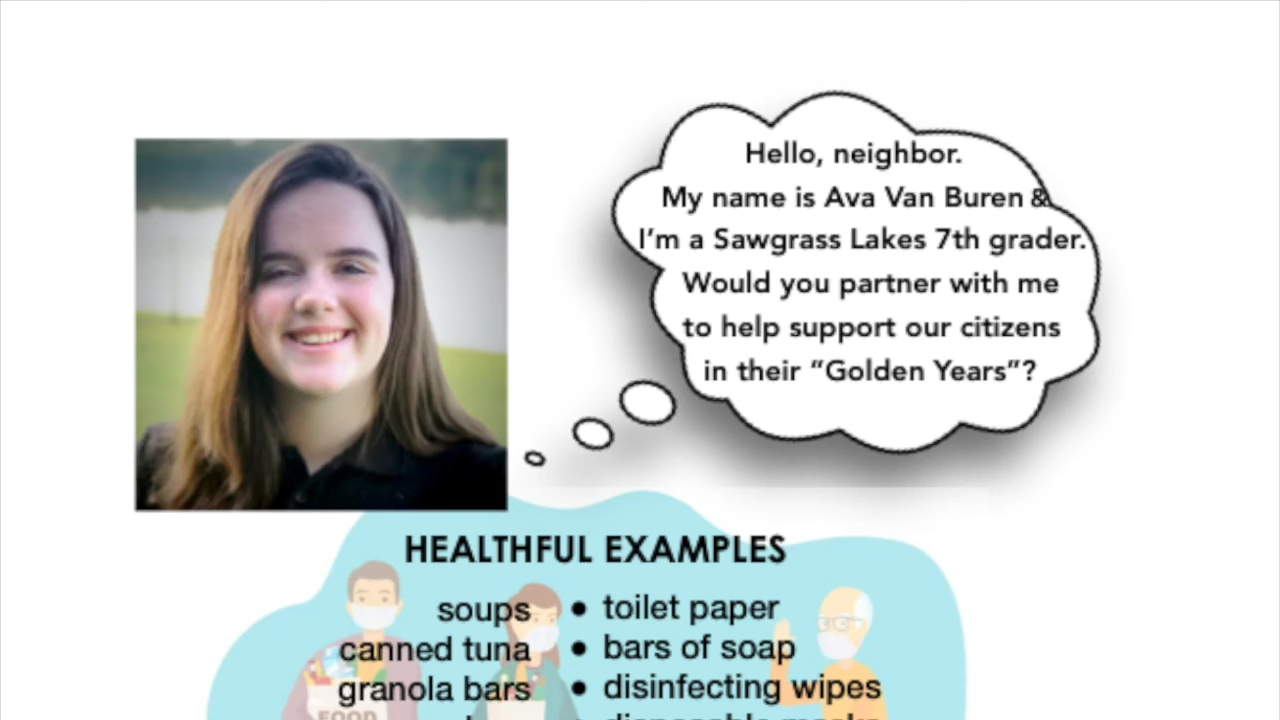 Hello, neighbor.
My name is Ava Van Buren &
I'm a Sawgrass Lakes 7th grader.
Would you partner with me
to help support our citizens
in their “Golden Years”?
HEALTHFUL EXAMPLES
soups • toilet paper
canned tuna • bars of soap
granola bars • disinfecting wipes
FOOD